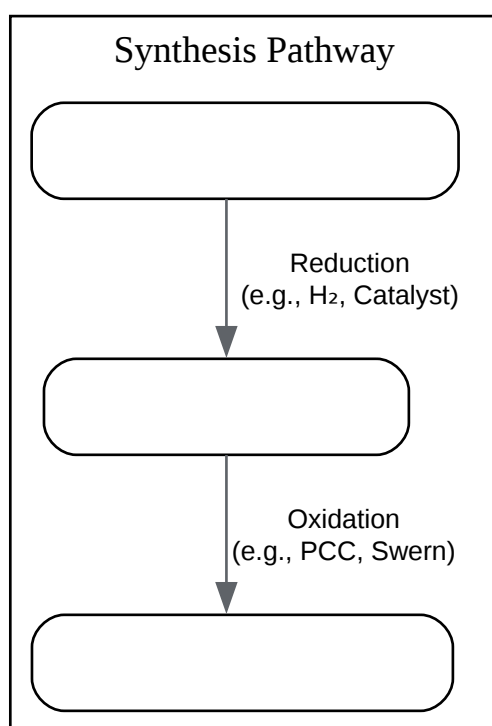 Synthesis Pathway
Reduction
(e.g., H₂, Catalyst)
Oxidation
(e.g., PCC, Swern)